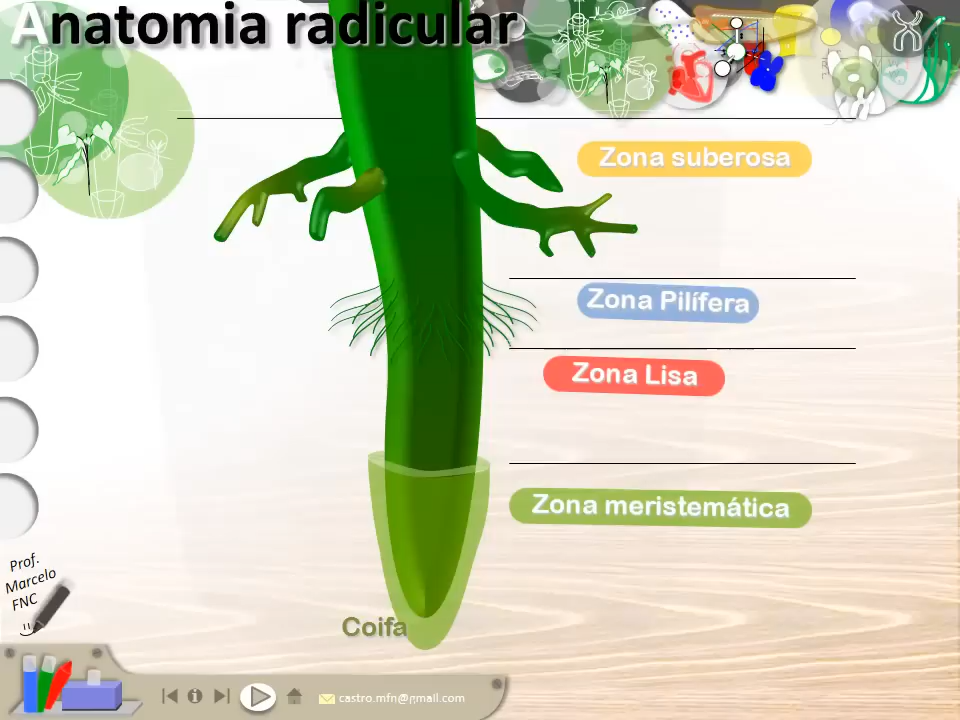 Anatomia radicular
Zona suberosa
Zona Pilífera
Zona Lisa
Zona meristemática
Coifa
Prof.
Marcelo
FNC
castro.mfn@gmail.com